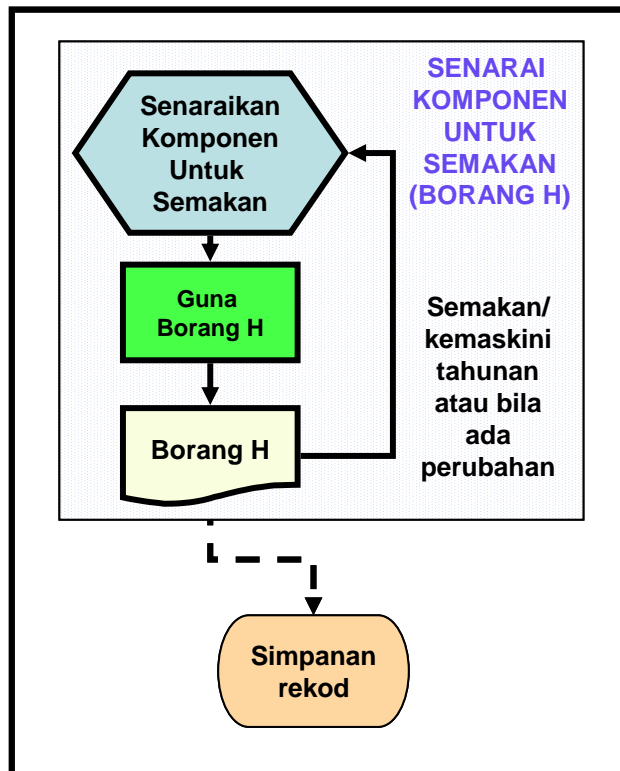 Senaraikan
Komponen
Untuk
Semakan
SENARAI
KOMPONEN
UNTUK
SEMAKAN
(BORANG H)
Guna
Borang H
Semakan/
kemaskini
tahunan
atau bila
ada
perubahan
Borang H
Simpanan
rekod